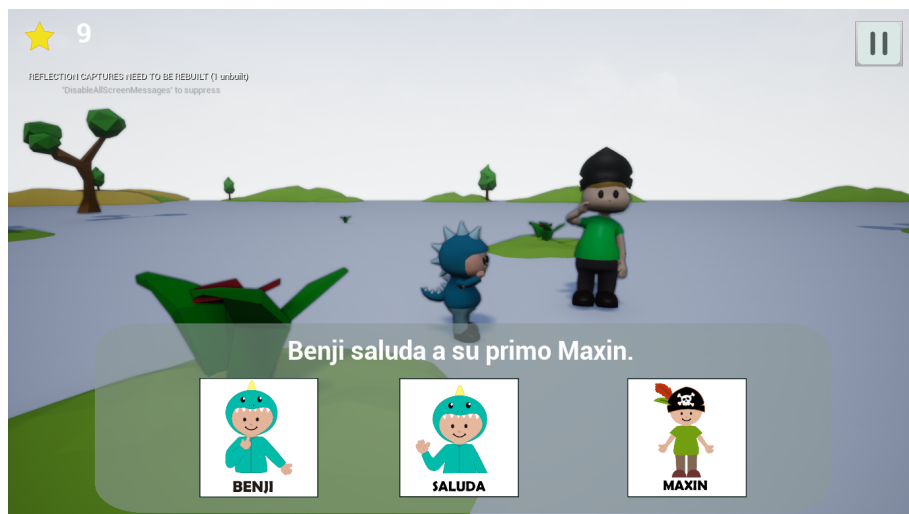 9
REFLECTION CAPTURES NEED TO BE REBUILT (1 unbuilt)
'DisableAllScreenMessages' to suppress
Benji saluda a su primo Maxin.
BENJI
SALUDA
MAXIN